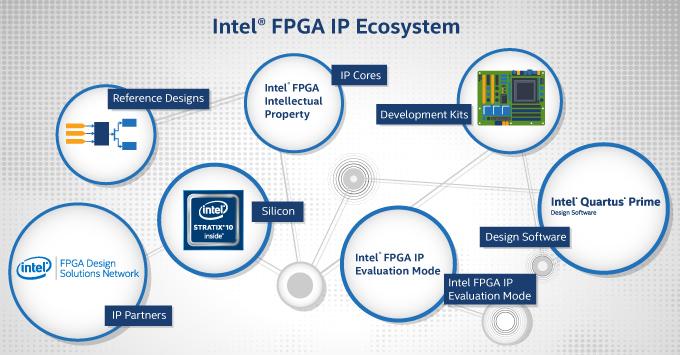 Intel® FPGA IP Ecosystem
Reference Designs
Intel® FPGA
Intellectual
Property
IP Cores
Development Kits
intel®
FPGA Design
Solutions Network
IP Partners
intel®
STRATIX® 10
inside™
Silicon
Intel® FPGA IP
Evaluation Mode
Intel FPGA IP
Evaluation Mode
Intel® Quartus® Prime
Design Software
Design Software